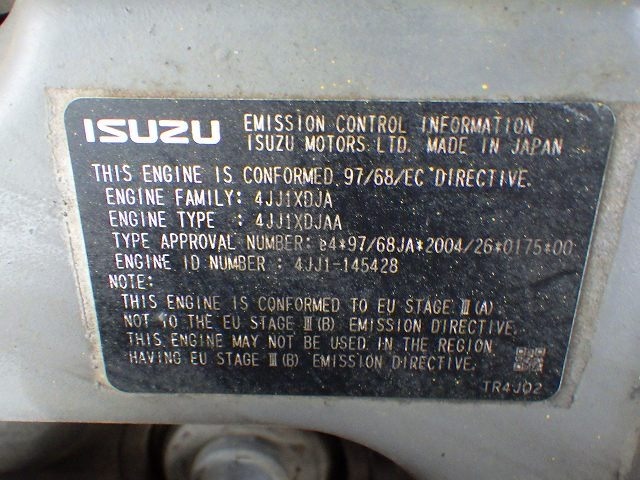 ISUZU
EMISSION CONTROL INFORMATION
ISUZU MOTORS LTD. MADE IN JAPAN
THIS ENGINE IS CONFORMED 97/68/EC DIRECTIVE.
ENGINE FAMILY: 4JJ1XDJA
ENGINE TYPE : 4JJ1XDJAA
TYPE APPROVAL NUMBER: e4*97/68JA*2004/26*0175*00
ENGINE ID NUMBER : 4JJ1-145428
NOTE:
THIS ENGINE IS CONFORMED TO EU STAGE Ⅲ(A)
NOT TO THE EU STAGE Ⅲ(B) EMISSION DIRECTIVE.
THIS ENGINE MAY NOT BE USED IN THE REGION
HAVING EU STAGE Ⅲ(B) EMISSION DIRECTIVE.
TR4J02